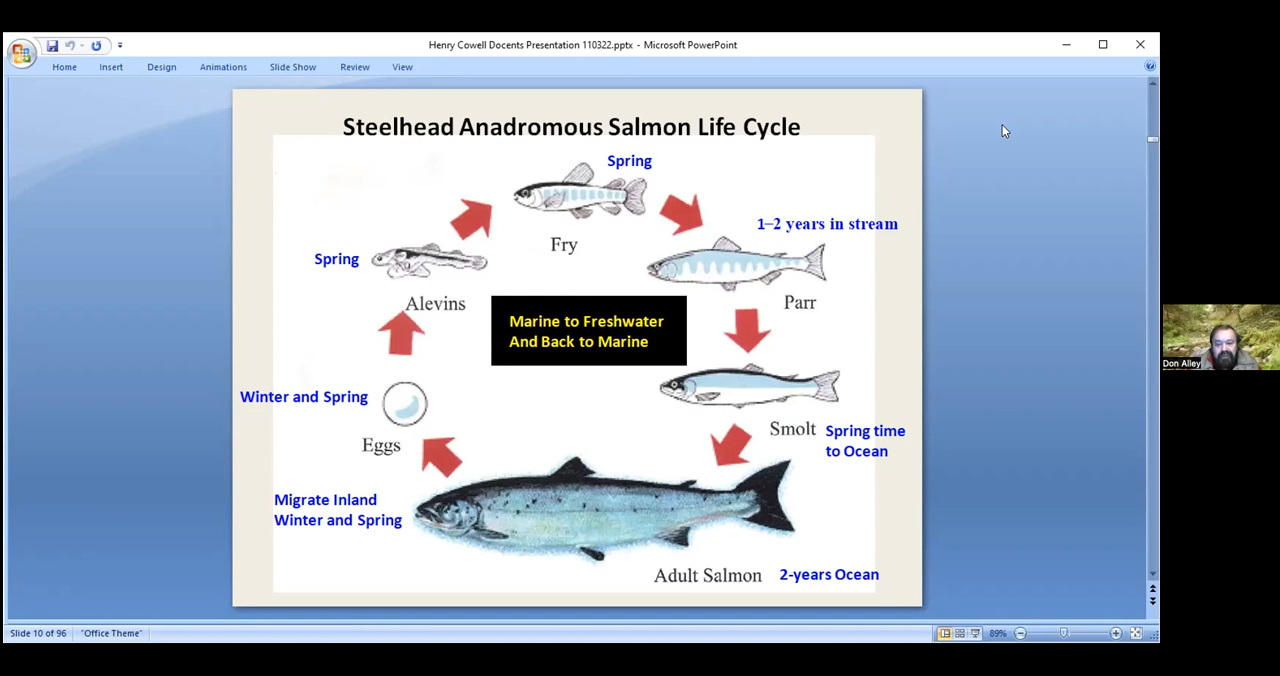 Henry Cowell Docents Presentation 110322.pptx - Microsoft PowerPoint
Home Insert Design Animations Slide Show Review View
Steelhead Anadromous Salmon Life Cycle
Spring
Fry
1–2 years in stream
Spring
Alevins
Parr
Marine to Freshwater
And Back to Marine
Winter and Spring
Eggs
Smolt
Spring time
to Ocean
Migrate Inland
Winter and Spring
Adult Salmon
2-years Ocean
Don Alley
Slide 10 of 96 "Office Theme" 89%